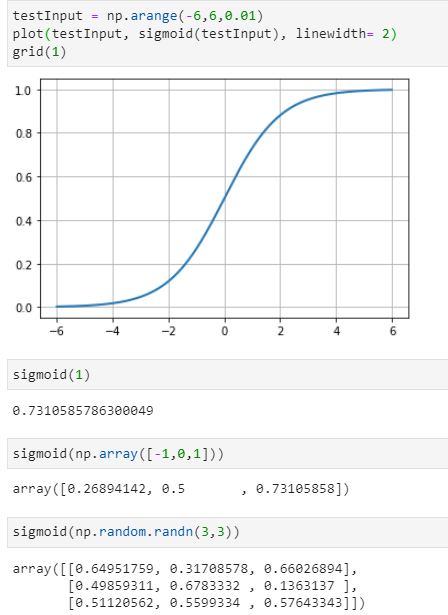 testInput = np.arange(-6,6,0.01)
plot(testInput, sigmoid(testInput), linewidth= 2)
grid(1)
1.0
0.8
0.6
0.4
0.2
0.0
−6 −4 −2 0 2 4 6
sigmoid(1)
0.7310585786300049
sigmoid(np.array([-1,0,1]))
array([0.26894142, 0.5       , 0.73105858])
sigmoid(np.random.randn(3,3))
array([[0.64951759, 0.31708578, 0.66026894],
       [0.49859311, 0.6783332 , 0.1363137 ],
       [0.51120562, 0.5599334 , 0.57643343]])